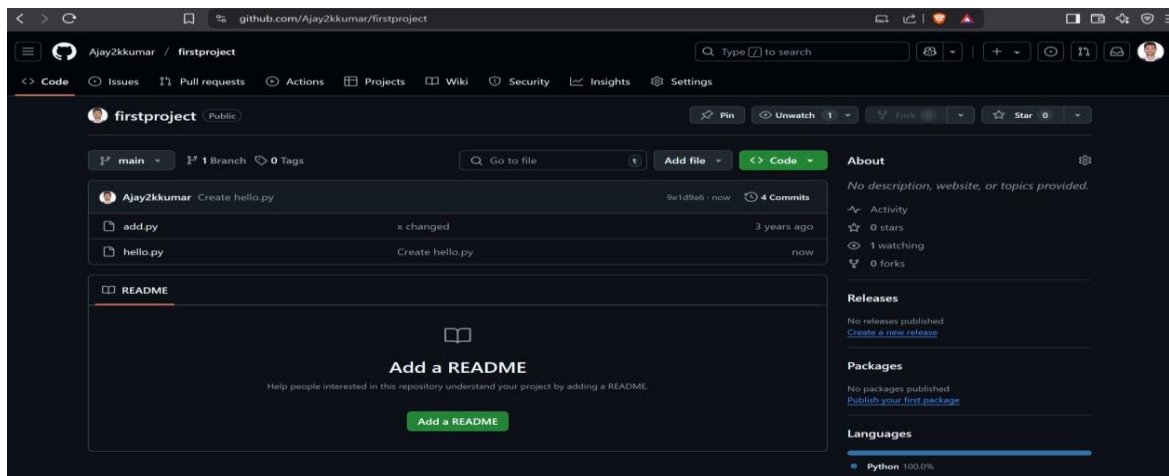 github.com/Ajay2kkumar/firstproject
Ajay2kkumar / firstproject
Type / to search
<> Code Issues Pull requests Actions Projects Wiki Security Insights Settings
firstproject Public
Pin Unwatch 1 Fork 0 Star 0
main 1 Branch 0 Tags Go to file t Add file <> Code
Ajay2kkumar Create hello.py 9e1d9a6 · now 4 Commits
add.py x changed 3 years ago
hello.py Create hello.py now
README
Add a README
Help people interested in this repository understand your project by adding a README.
Add a README
About
No description, website, or topics provided.
Activity
0 stars
1 watching
0 forks
Releases
No releases published
Create a new release
Packages
No packages published
Publish your first package
Languages
Python 100.0%